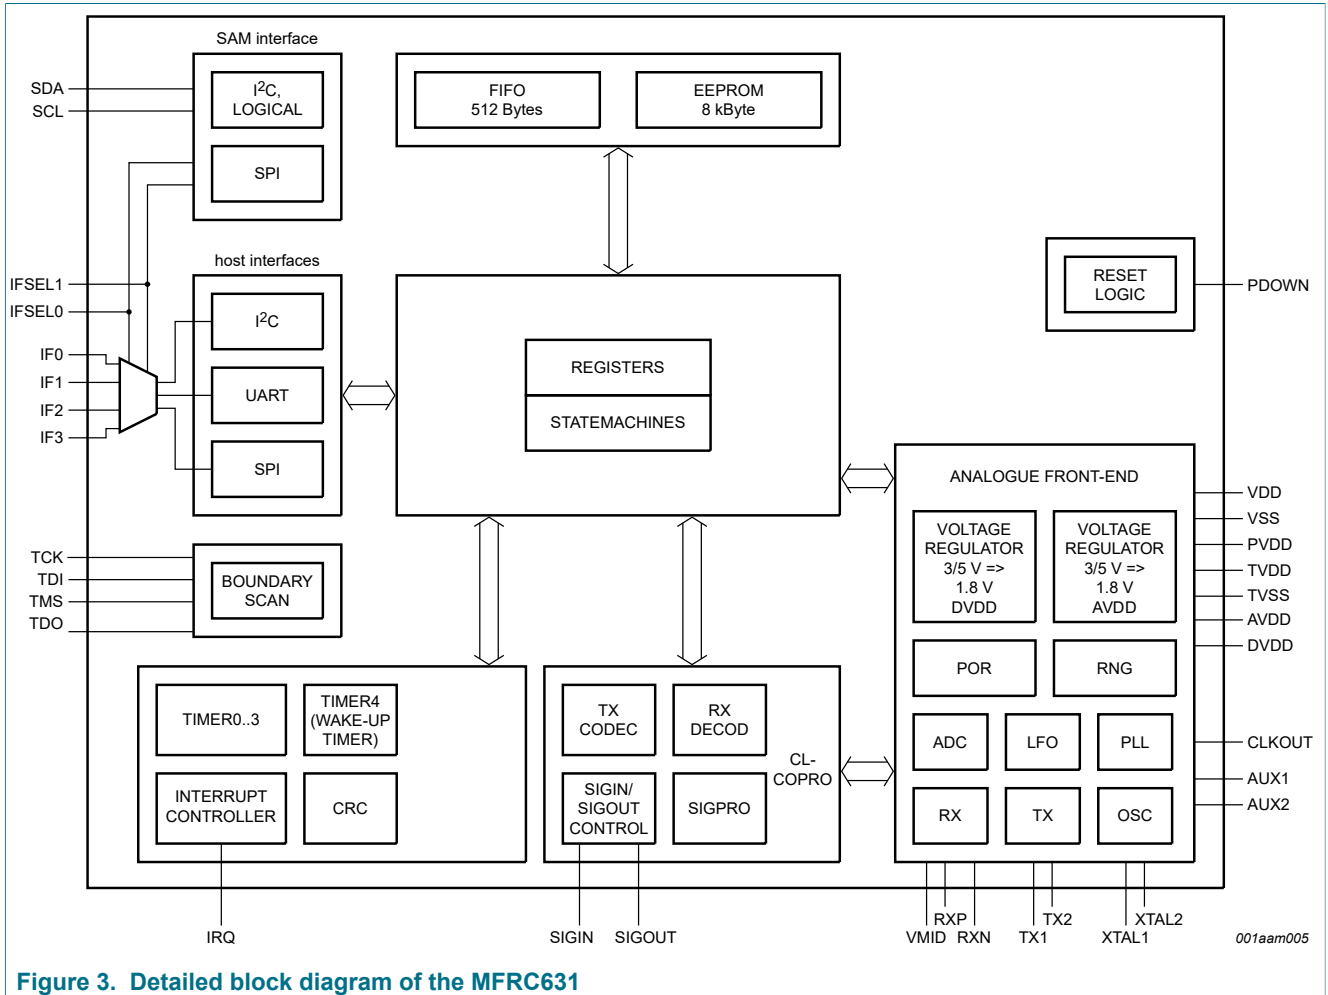 SAM interface
SDA
SCL
I2C,
LOGICAL
SPI
FIFO
512 Bytes
EEPROM
8 kByte
host interfaces
IFSEL1
IFSEL0
IF0
IF1
IF2
IF3
I2C
UART
SPI
REGISTERS
STATEMACHINES
RESET
LOGIC
PDOWN
TCK
TDI
TMS
TDO
BOUNDARY
SCAN
ANALOGUE FRONT-END
VOLTAGE
REGULATOR
3/5 V =>
1.8 V
DVDD
VOLTAGE
REGULATOR
3/5 V =>
1.8 V
AVDD
POR
RNG
ADC
LFO
PLL
RX
TX
OSC
VDD
VSS
PVDD
TVDD
TVSS
AVDD
DVDD
CLKOUT
AUX1
AUX2
TIMER0..3
TIMER4
(WAKE-UP
TIMER)
INTERRUPT
CONTROLLER
CRC
TX
CODEC
RX
DECOD
SIGIN/
SIGOUT
CONTROL
SIGPRO
CL-
COPRO
IRQ
SIGIN
SIGOUT
VMID
RXP
RXN
TX1
TX2
XTAL1
XTAL2
001aam005
Figure 3. Detailed block diagram of the MFRC631